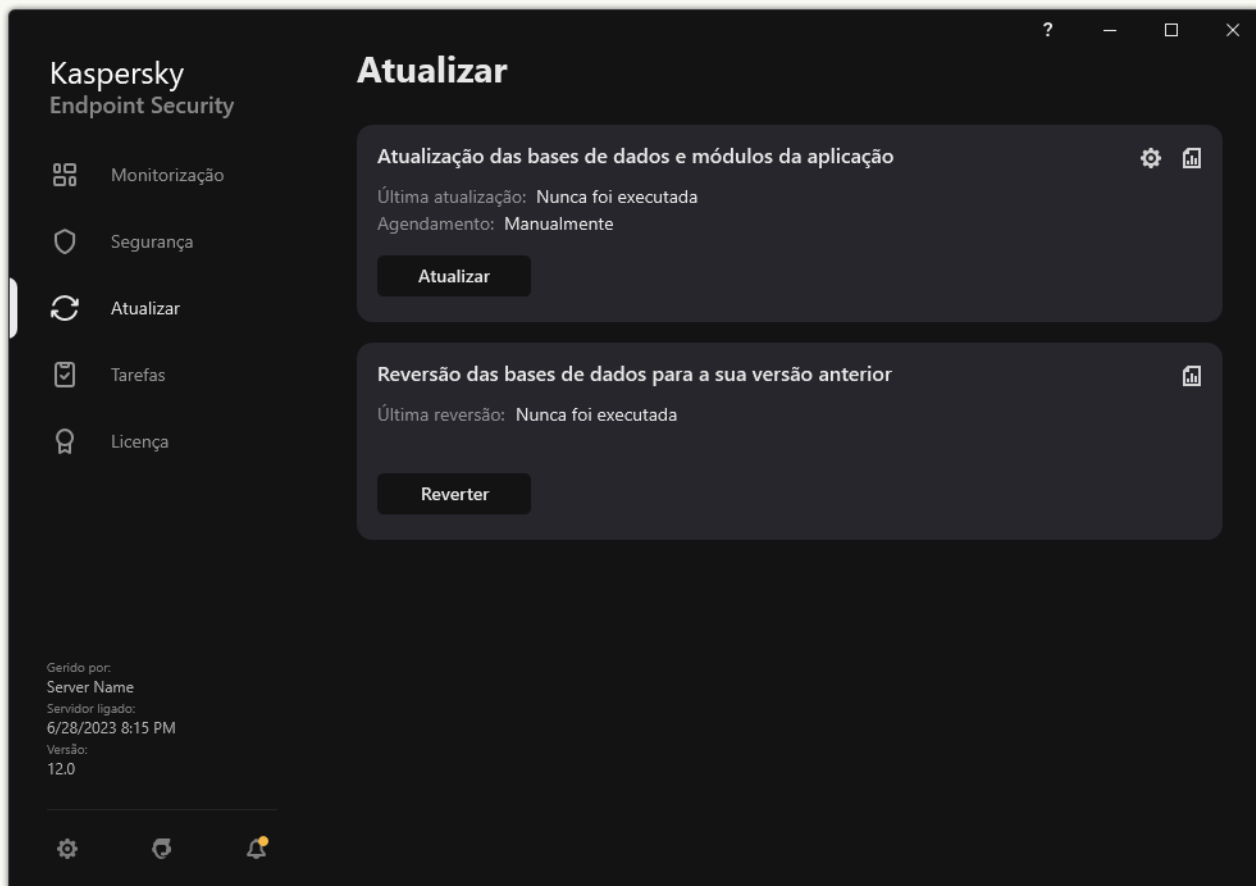 ?
Kaspersky
Endpoint Security
Monitorização
Segurança
Atualizar
Tarefas
Licença
Gerido por:
Server Name
Servidor ligado:
6/28/2023 8:15 PM
Versão:
12.0
Atualizar
Atualização das bases de dados e módulos da aplicação
Última atualização: Nunca foi executada
Agendamento: Manualmente
Atualizar
Reversão das bases de dados para a sua versão anterior
Última reversão: Nunca foi executada
Reverter